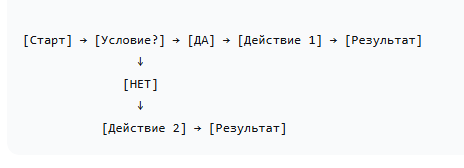 [Старт] → [Условие?] → [ДА] → [Действие 1] → [Результат]
↓
[НЕТ]
↓
[Действие 2] → [Результат]